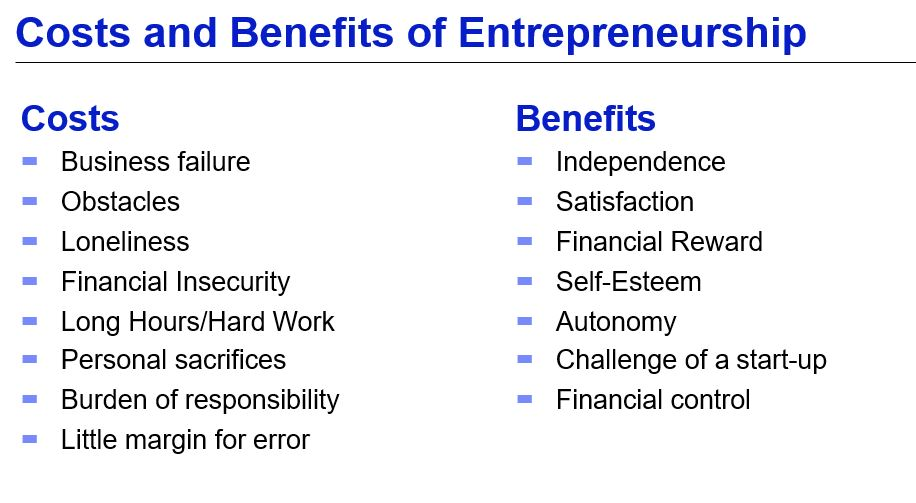 Costs and Benefits of Entrepreneurship
Costs
Business failure
Obstacles
Loneliness
Financial Insecurity
Long Hours/Hard Work
Personal sacrifices
Burden of responsibility
Little margin for error
Benefits
Independence
Satisfaction
Financial Reward
Self-Esteem
Autonomy
Challenge of a start-up
Financial control